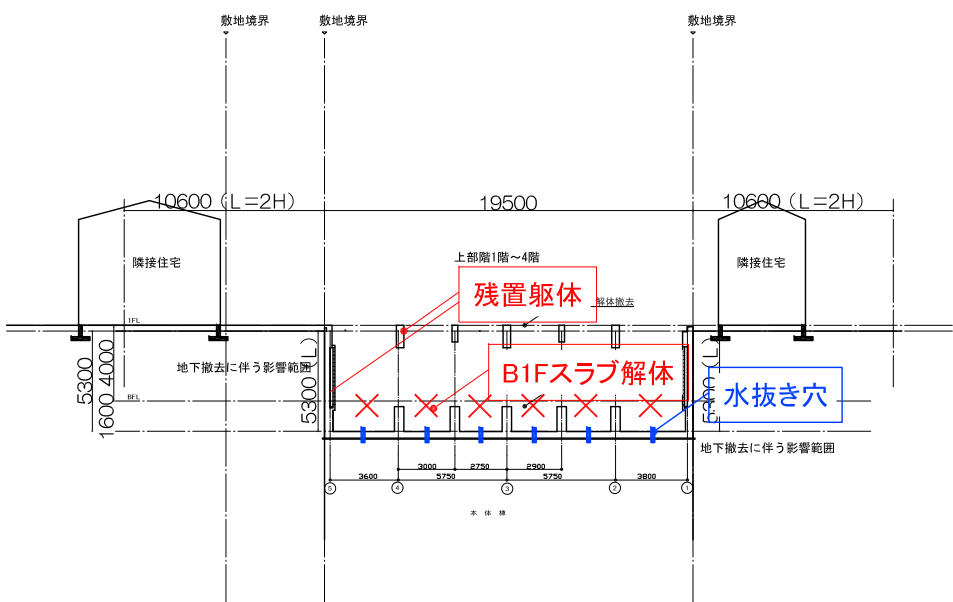 敷地境界
敷地境界
敷地境界
10600(L=2H)
19500
10600(L=2H)
隣接住宅
隣接住宅
上部階1階～4階
残置躯体
解体撤去
1FL
地下撤去に伴う影響範囲
B1Fスラブ解体
水抜き穴
5300
4000
1600
5300(L)
5300(L)
BFL
地下撤去に伴う影響範囲
3000
2750
2900
3600
5750
5750
3800
5
4
3
2
1
本体棟